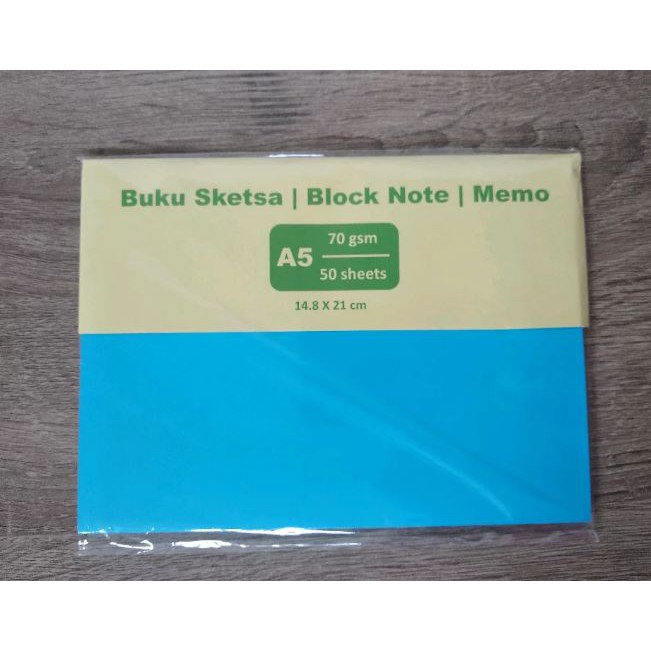 Buku Sketsa | Block Note | Memo
A5
70 gsm
50 sheets
14.8 X 21 cm